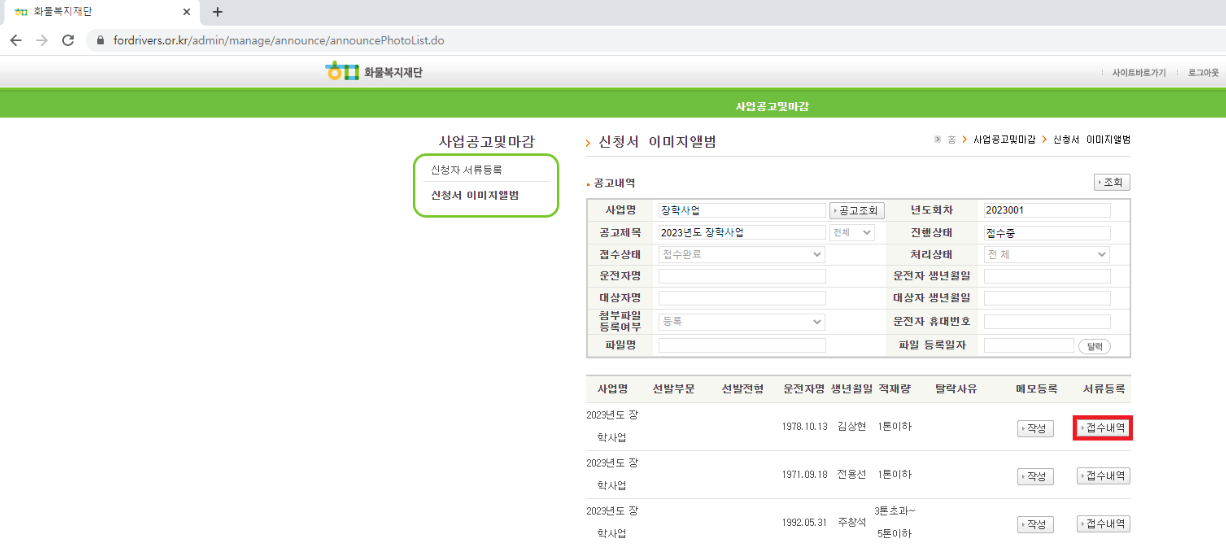 화물복지재단
fordrivers.or.kr/admin/manage/announce/announcePhotoList.do
화물복지재단
사이트바로가기 로그아웃
사업공고및마감
사업공고및마감
신청자 서류등록
신청서 이미지앨범
신청서 이미지앨범
홈 > 사업공고및마감 > 신청서 이미지앨범
공고내역 조회
사업명 장학사업 공고조회 년도회차 2023001
공고제목 2023년도 장학사업 전체 진행상태 접수중
접수상태 접수완료 처리상태 전 체
운전자명 운전자 생년월일
대상자명 대상자 생년월일
첨부파일
등록여부 등록 운전자 휴대번호
파일명 파일 등록일자 달력
사업명 선발부문 선발전형 운전자명 생년월일 적재량 탈락사유 메모등록 서류등록
2023년도 장
학사업 1978.10.13 김상현 1톤이하 작성 접수내역
2023년도 장
학사업 1971.09.18 전용선 1톤이하 작성 접수내역
2023년도 장 3톤초과~
학사업 1992.05.31 주창석 5톤이하 작성 접수내역